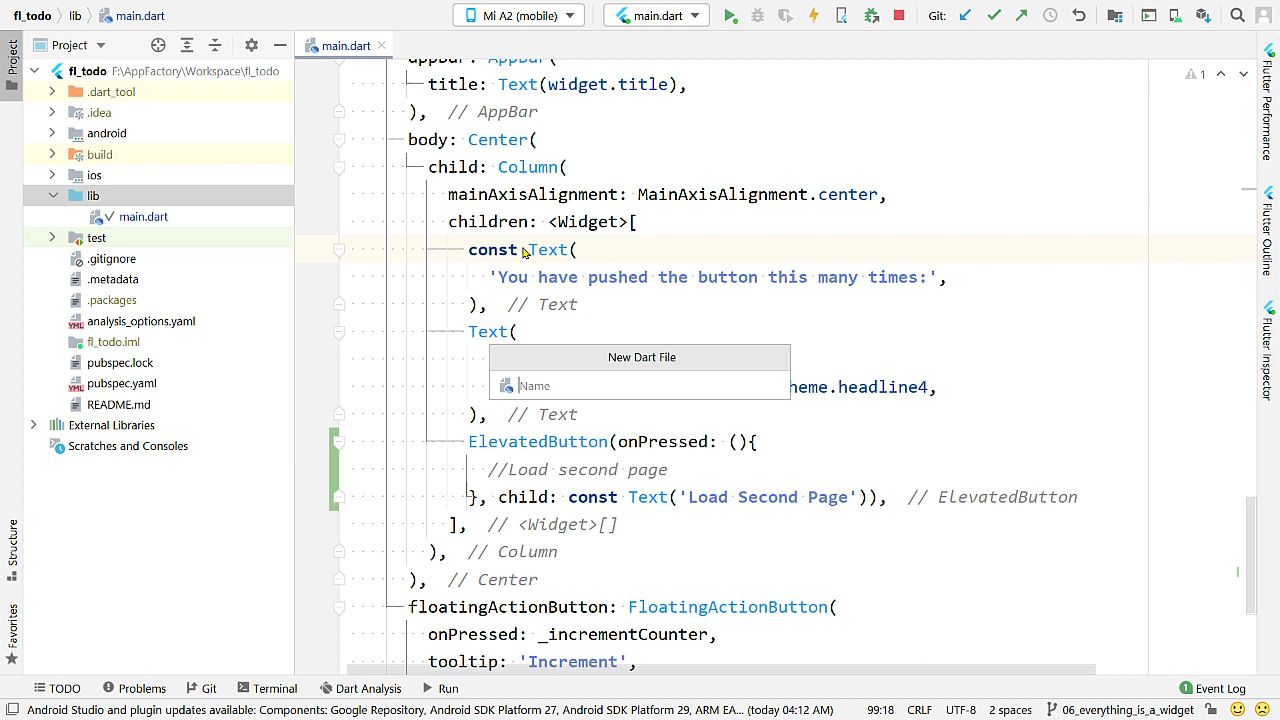 fl_todo
lib
main.dart
Mi A2 (mobile)
main.dart
Git:
Project
main.dart
fl_todo F:\AppFactory\Workspace\fl_todo
.dart_tool
.idea
android
build
ios
lib
main.dart
test
.gitignore
.metadata
.packages
analysis_options.yaml
fl_todo.iml
pubspec.lock
pubspec.yaml
README.md
External Libraries
Scratches and Consoles
Project
Structure
Favorites
appBar: AppBar(
title: Text(widget.title),
), // AppBar
body: Center(
child: Column(
mainAxisAlignment: MainAxisAlignment.center,
children: <Widget>[
const Text(
'You have pushed the button this many times:',
), // Text
Text(
New Dart File
Name
heme.headline4,
), // Text
ElevatedButton(onPressed: (){
//Load second page
}, child: const Text('Load Second Page')), // ElevatedButton
], // <Widget>[]
), // Column
), // Center
floatingActionButton: FloatingActionButton(
onPressed: _incrementCounter,
tooltip: 'Increment',
1
Flutter Performance
Flutter Outline
Flutter Inspector
TODO
Problems
Git
Terminal
Dart Analysis
Run
1 Event Log
Android Studio and plugin updates available: Components: Google Repository, Android SDK Platform 27, Android SDK Platform 29, ARM EA... (today 04:12 AM)
99:18
CRLF
UTF-8
2 spaces
06_everything_is_a_widget